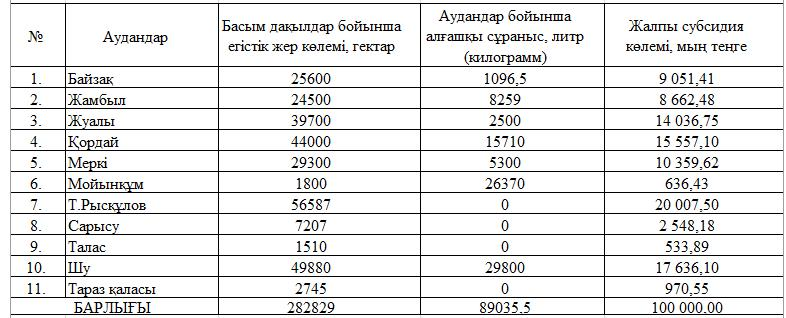 № Аудандар Басым дақылдар бойынша егістік жер көлемі, гектар Аудандар бойынша алғашқы сұраныс, литр (килограмм) Жалпы субсидия көлемі, мың теңге
1. Байзақ 25600 1096,5 9 051,41
2. Жамбыл 24500 8259 8 662,48
3. Жуалы 39700 2500 14 036,75
4. Қордай 44000 15710 15 557,10
5. Меркі 29300 5300 10 359,62
6. Мойынқұм 1800 26370 636,43
7. Т.Рысқұлов 56587 0 20 007,50
8. Сарысу 7207 0 2 548,18
9. Талас 1510 0 533,89
10. Шу 49880 29800 17 636,10
11. Тараз қаласы 2745 0 970,55
БАРЛЫҒЫ 282829 89035,5 100 000,00